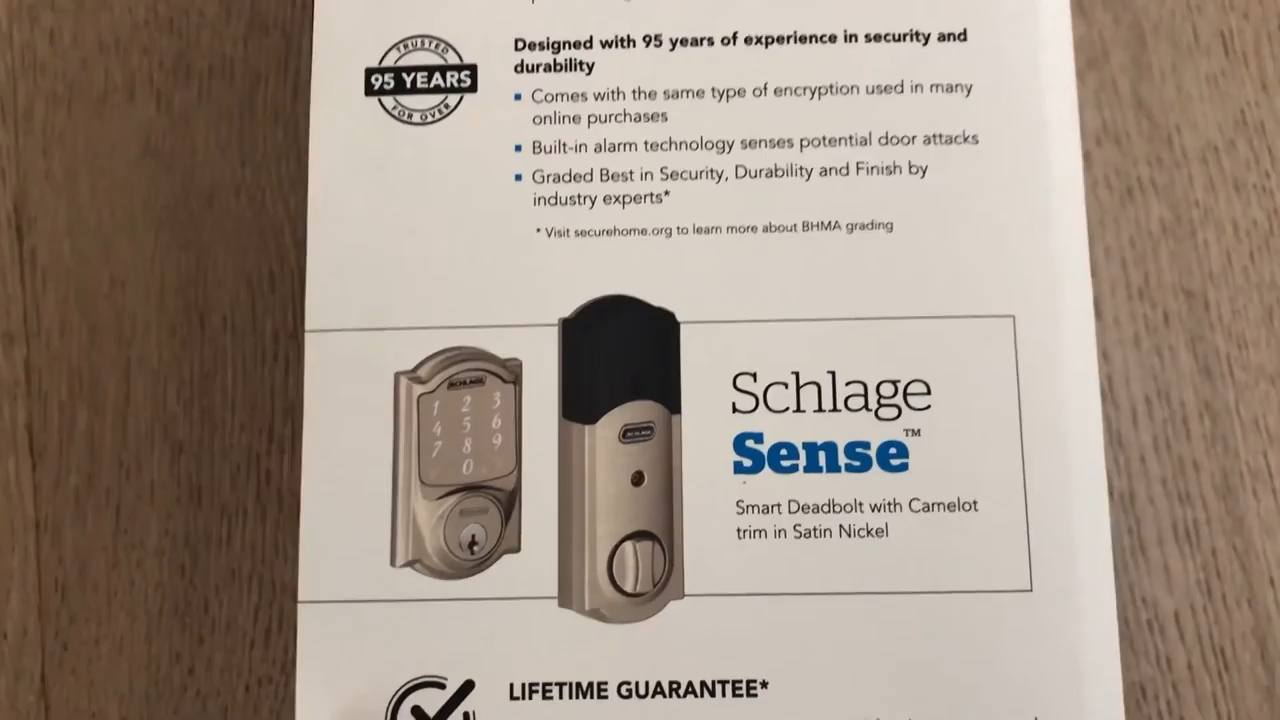 TRUSTED
95 YEARS
FOR OVER
Designed with 95 years of experience in security and
durability
▪ Comes with the same type of encryption used in many
online purchases
▪ Built-in alarm technology senses potential door attacks
▪ Graded Best in Security, Durability and Finish by
industry experts*
* Visit securehome.org to learn more about BHMA grading
SCHLAGE
1 2 3
4 5 6
7 8 9
0
SCHLAGE
Schlage
Sense™
Smart Deadbolt with Camelot
trim in Satin Nickel
LIFETIME GUARANTEE*